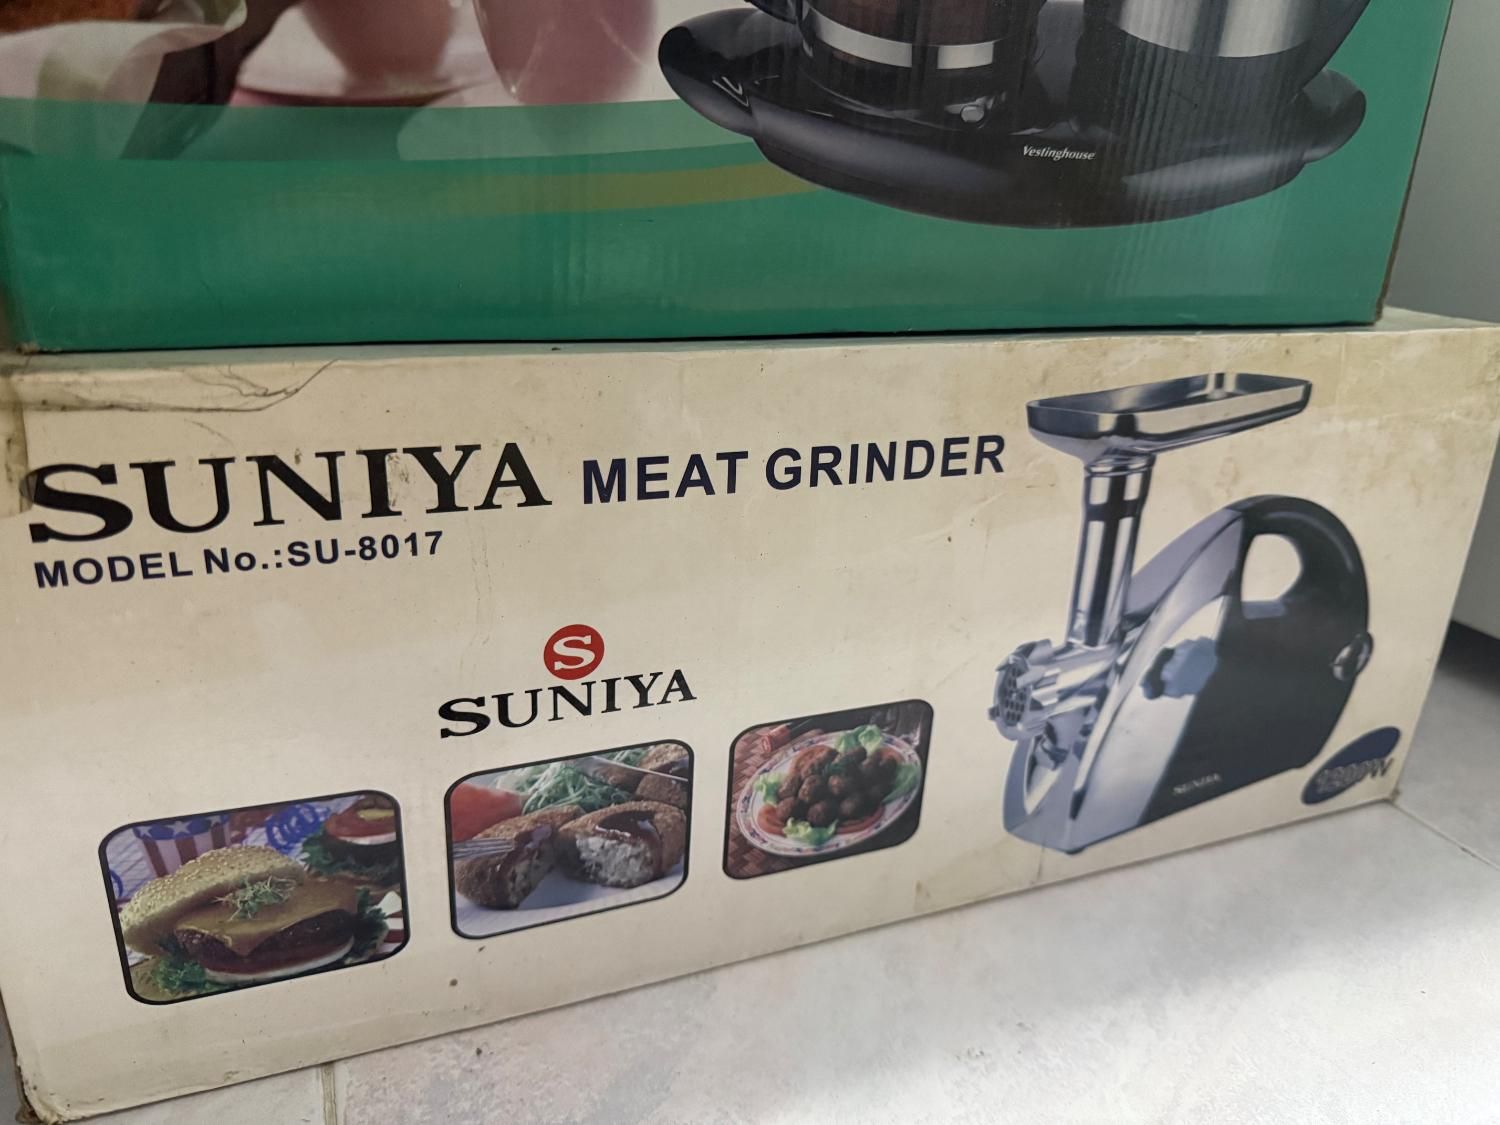 Vestinghouse
SUNIYA MEAT GRINDER
MODEL No.:SU-8017
S
SUNIYA
SUNIYA